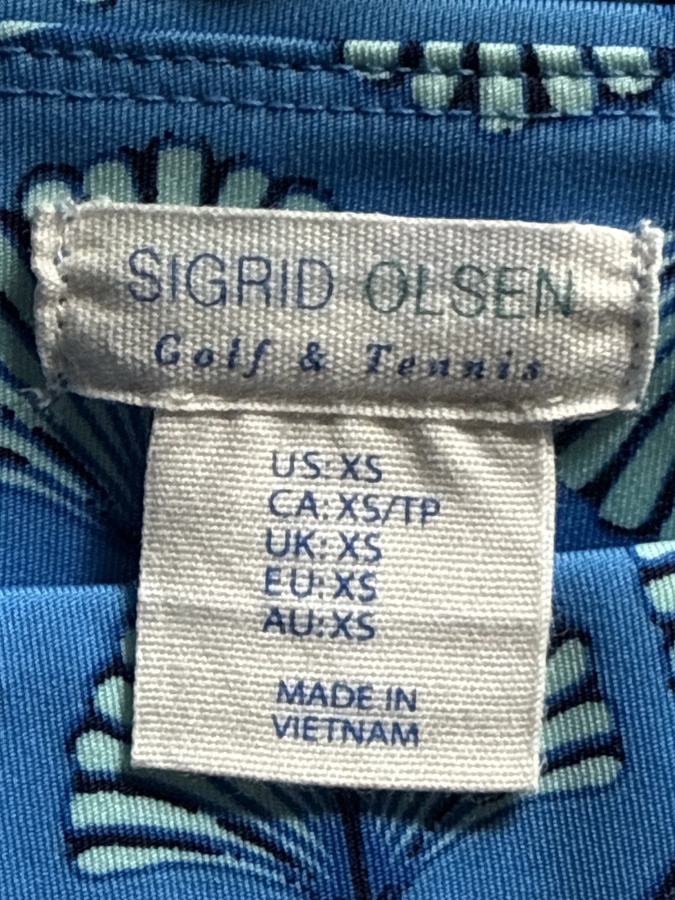 SIGRID OLSEN
Golf & Tennis
US: XS
CA: XS/TP
UK: XS
EU: XS
AU: XS
MADE IN
VIETNAM